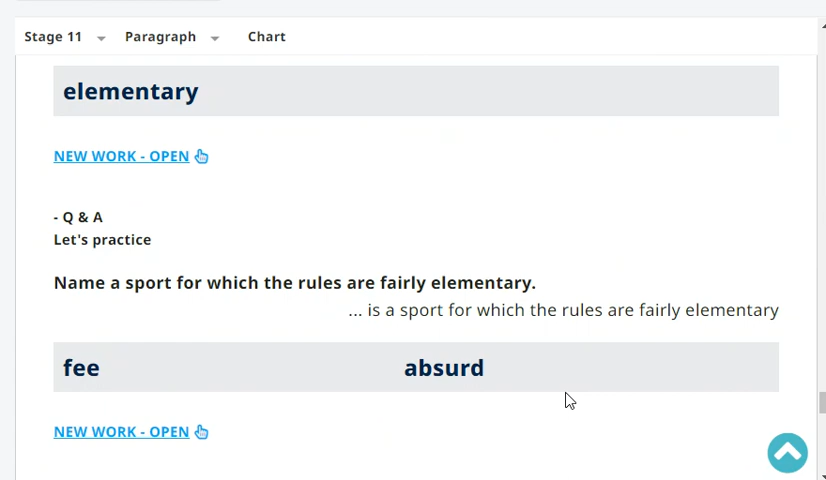 Stage 11 Paragraph Chart
elementary
NEW WORK - OPEN
- Q & A
Let's practice
Name a sport for which the rules are fairly elementary.
... is a sport for which the rules are fairly elementary
fee absurd
NEW WORK - OPEN